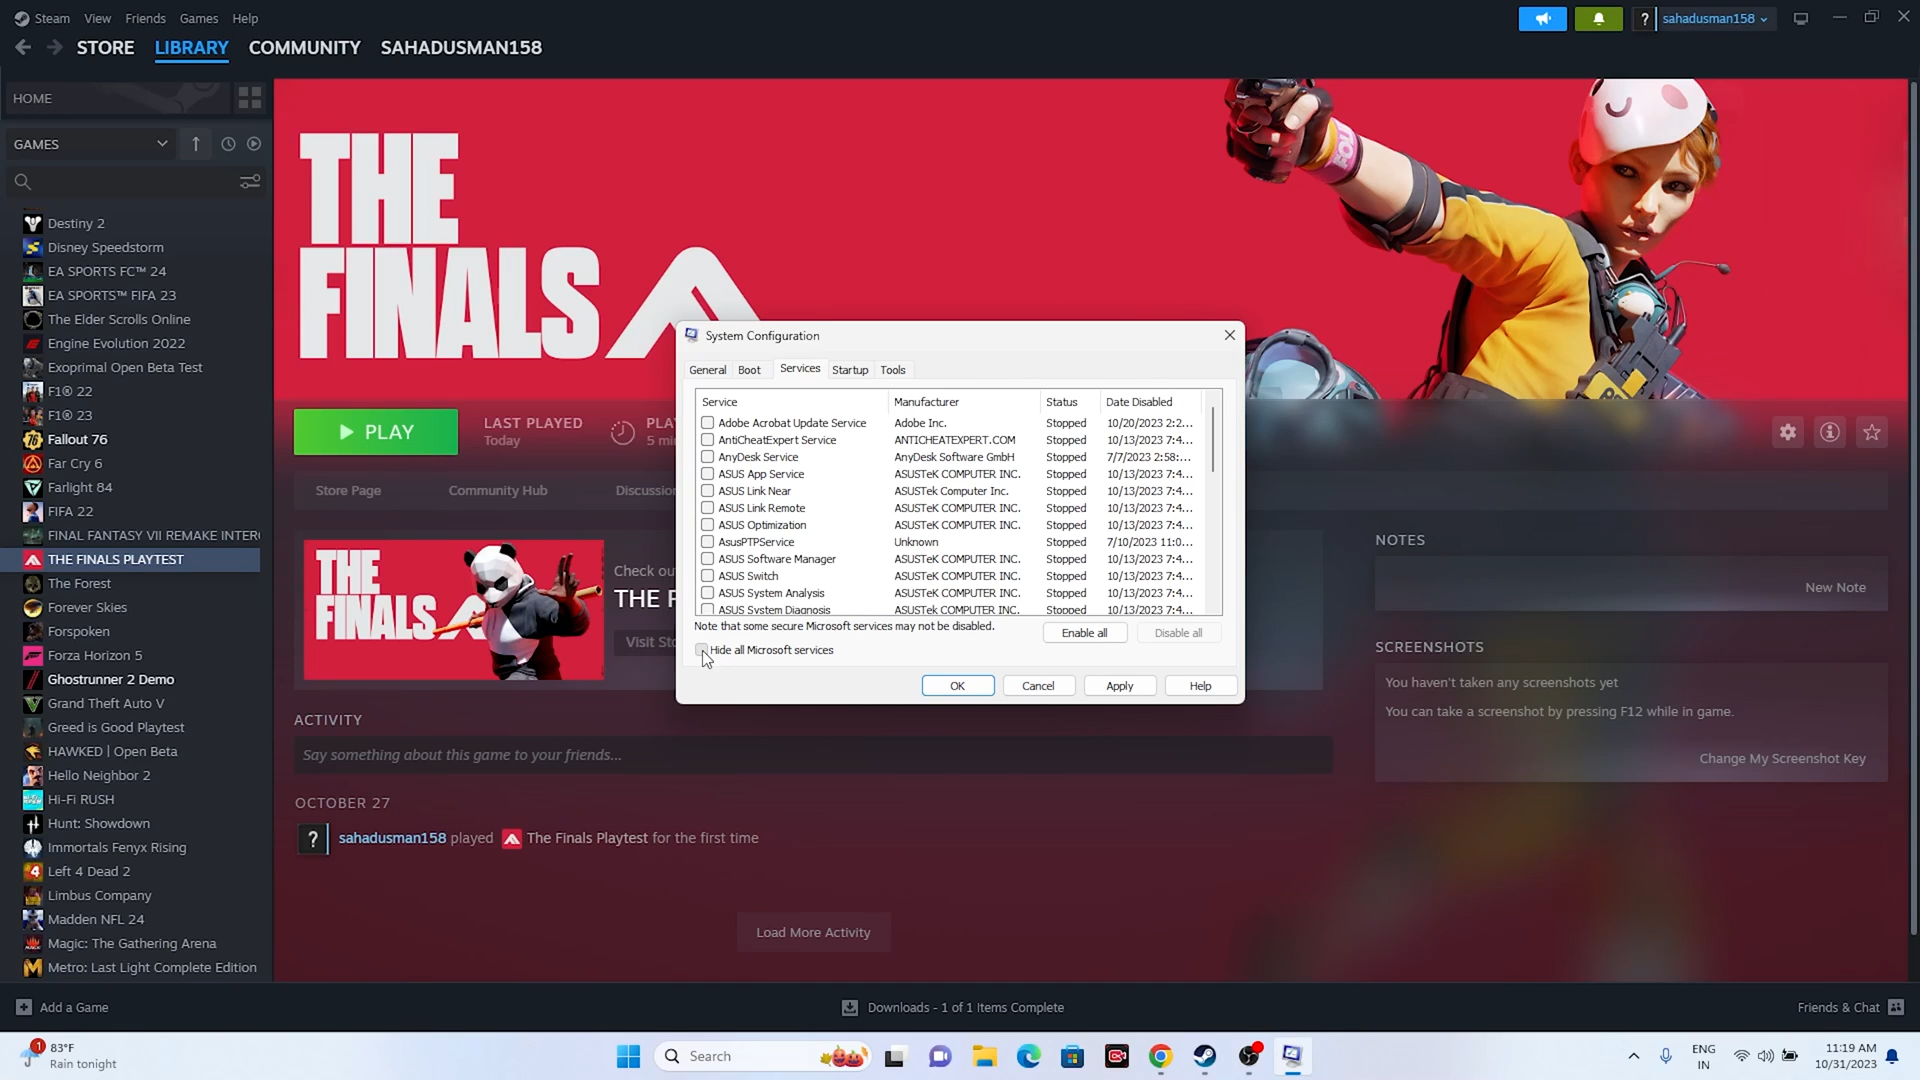 Steam View Friends Games Help
sahadusman158
STORE LIBRARY COMMUNITY SAHADUSMAN158
HOME
GAMES
Destiny 2
Disney Speedstorm
EA SPORTS FC™ 24
EA SPORTS™ FIFA 23
The Elder Scrolls Online
Engine Evolution 2022
Exoprimal Open Beta Test
F1® 22
F1® 23
Fallout 76
Far Cry 6
Farlight 84
FIFA 22
FINAL FANTASY VII REMAKE INTER
THE FINALS PLAYTEST
The Forest
Forever Skies
Forspoken
Forza Horizon 5
Ghostrunner 2 Demo
Grand Theft Auto V
Greed is Good Playtest
HAWKED | Open Beta
Hello Neighbor 2
Hi-Fi RUSH
Hunt: Showdown
Immortals Fenyx Rising
Left 4 Dead 2
Limbus Company
Madden NFL 24
Magic: The Gathering Arena
Metro: Last Light Complete Edition
THE
FINALS
PLAY
LAST PLAYED
Today
PLA
5 mi
Store Page Community Hub Discussio
THE
FINALS
Check ou
THE F
Visit Sto
System Configuration
General Boot Services Startup Tools
Service Manufacturer Status Date Disabled
Adobe Acrobat Update Service Adobe Inc. Stopped 10/20/2023 2:2...
AntiCheatExpert Service ANTICHEATEXPERT.COM Stopped 10/13/2023 7:4...
AnyDesk Service AnyDesk Software GmbH Stopped 7/7/2023 2:58:...
ASUS App Service ASUSTeK COMPUTER INC. Stopped 10/13/2023 7:4...
ASUS Link Near ASUSTek Computer Inc. Stopped 10/13/2023 7:4...
ASUS Link Remote ASUSTeK COMPUTER INC. Stopped 10/13/2023 7:4...
ASUS Optimization ASUSTeK COMPUTER INC. Stopped 10/13/2023 7:4...
AsusPTPService Unknown Stopped 7/10/2023 11:0...
ASUS Software Manager ASUSTeK COMPUTER INC. Stopped 10/13/2023 7:4...
ASUS Switch ASUSTeK COMPUTER INC. Stopped 10/13/2023 7:4...
ASUS System Analysis ASUSTeK COMPUTER INC. Stopped 10/13/2023 7:4...
ASUS System Diagnosis ASUSTeK COMPUTER INC. Stopped 10/13/2023 7:4...
Note that some secure Microsoft services may not be disabled.
Enable all Disable all
Hide all Microsoft services
OK Cancel Apply Help
NOTES
New Note
SCREENSHOTS
You haven't taken any screenshots yet
You can take a screenshot by pressing F12 while in game.
Change My Screenshot Key
ACTIVITY
Say something about this game to your friends...
OCTOBER 27
sahadusman158 played The Finals Playtest for the first time
Load More Activity
Add a Game
Downloads - 1 of 1 Items Complete
Friends & Chat
1
83°F
Rain tonight
Search
ENG
IN
11:19 AM
10/31/2023